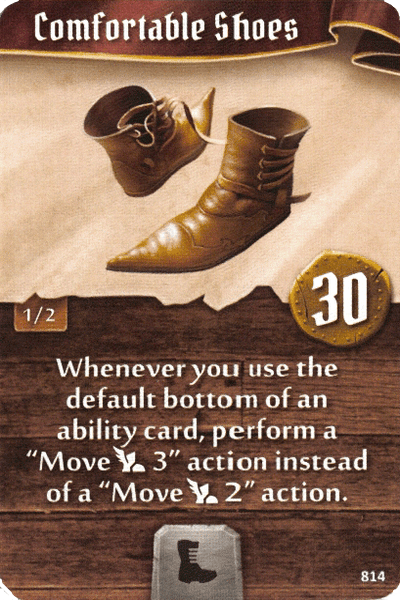 Comfortable Shoes
30
1/2
Whenever you use the
default bottom of an
ability card, perform a
“Move 3” action instead
of a “Move 2” action.
814